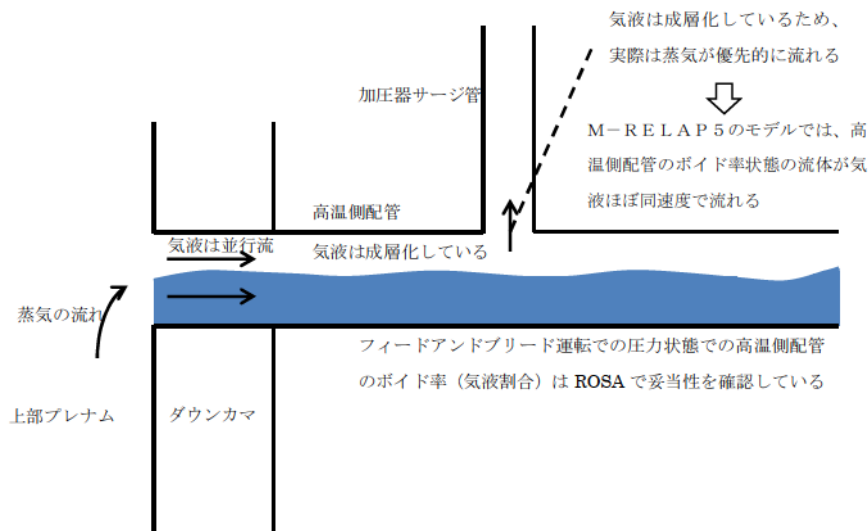 気液は成層化しているため、
実際は蒸気が優先的に流れる
加圧器サージ管
M－RELAP5のモデルでは、高
温側配管のボイド率状態の流体が気
液ほぼ同速度で流れる
高温側配管
気液は並行流
気液は成層化している
蒸気の流れ
フィードアンドブリード運転での圧力状態での高温側配管
のボイド率（気液割合）は ROSA で妥当性を確認している
上部プレナム
ダウンカマ